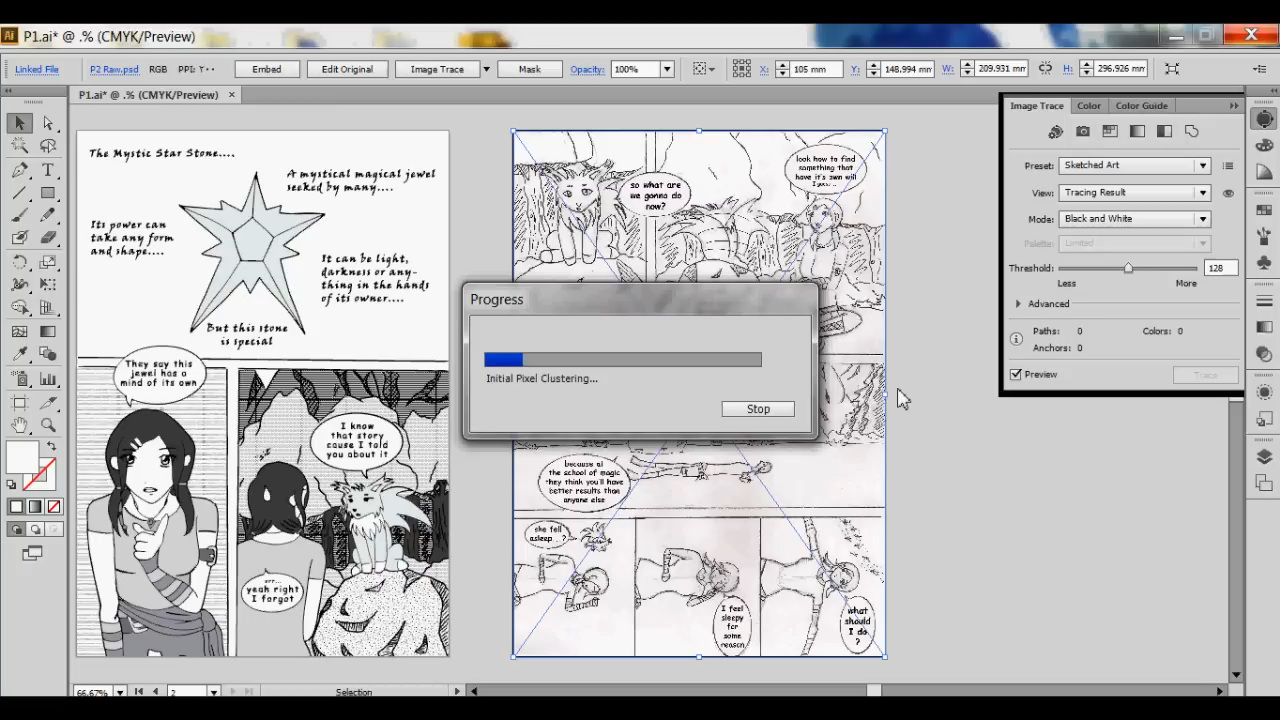 P1.ai* @ .% (CMYK/Preview)
Linked File
P2 Raw.psd
RGB
PPI:
Embed
Edit Original
Image Trace
Mask
Opacity:
100%
X:
105 mm
Y:
148.994 mm
W:
209.931 mm
H:
296.926 mm
P1.ai* @ .% (CMYK/Preview)
The Mystic Star Stone....
A mystical magical jewel
seeked by many....
Its power can
take any form
and shape....
It can be light,
darkness or any-
thing in the hands
of its owner....
But this stone
is special
They say this
jewel has a
mind of its own
I know
that story
cause I told
you about it
err...
yeah right
I forgot
so what are
we gonna do
now?
look how to find
something that
have it's own will
because at
the school of magic
they think you'll have
better results than
anyone else
she fell
asleep ..?
I feel
sleepy
for
some
reason
what
should
I do
?
Progress
Initial Pixel Clustering...
Stop
Image Trace
Color
Color Guide
Preset:
Sketched Art
View:
Tracing Result
Mode:
Black and White
Palette:
Limited
Threshold:
128
Less
More
Advanced
Paths:
0
Colors:
0
Anchors:
0
Preview
Trace
66.67%
2
Selection